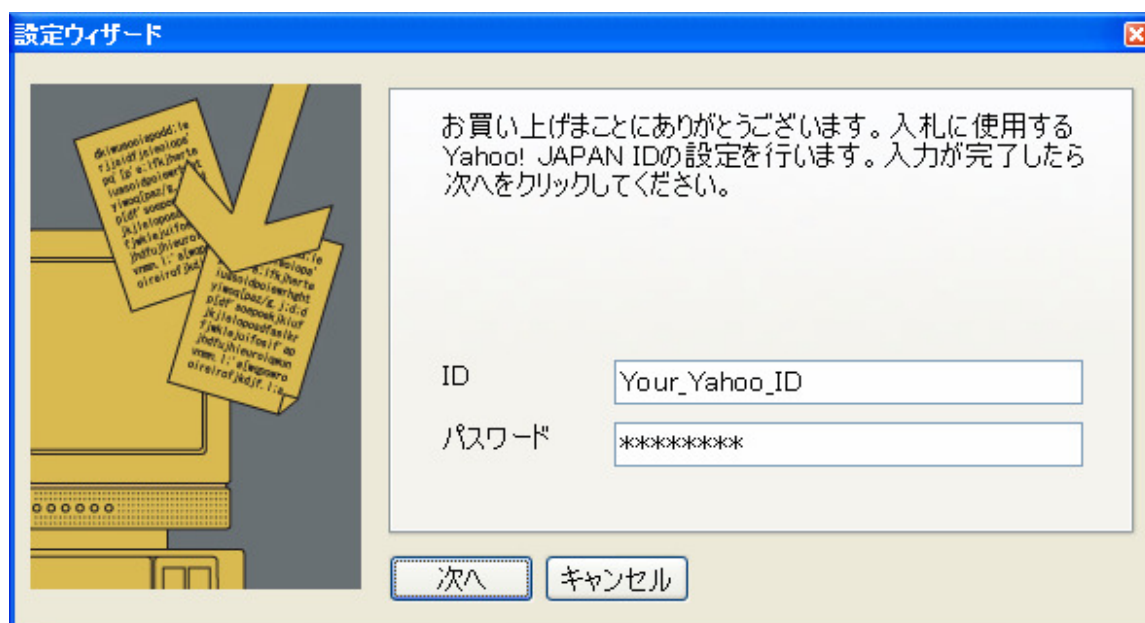 設定ウィザード
お買い上げまことにありがとうございます。入札に使用する
Yahoo! JAPAN IDの設定を行います。入力が完了したら
次へをクリックしてください。
ID
Your_Yahoo_ID
パスワード
********
次へ
キャンセル